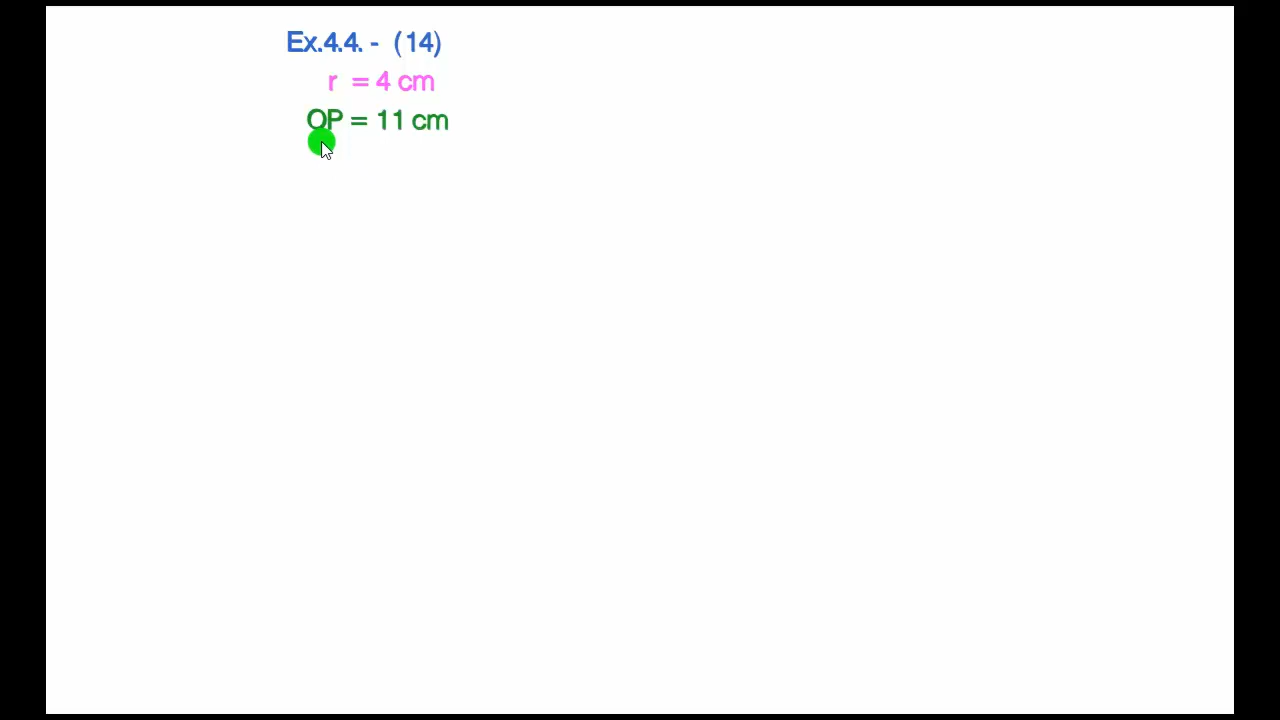 Ex.4.4. - (14)
r = 4 cm
OP = 11 cm